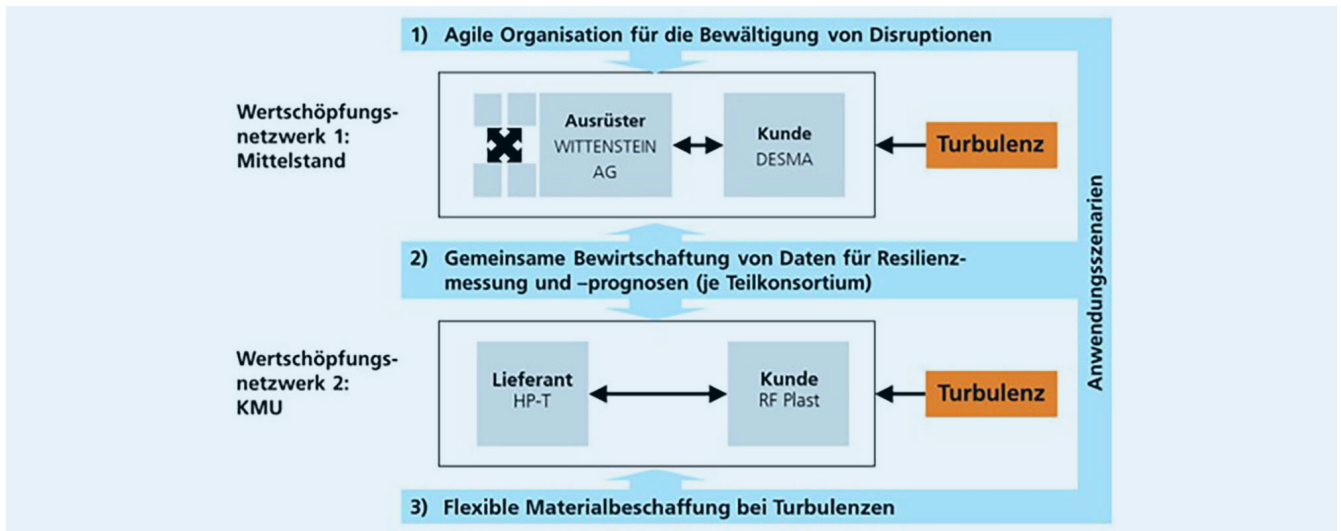 1) Agile Organisation für die Bewältigung von Disruptionen
Wertschöpfungs-
netzwerk 1:
Mittelstand
Ausrüster
WITTENSTEIN
AG
Kunde
DESMA
Turbulenz
2) Gemeinsame Bewirtschaftung von Daten für Resilienz-
messung und –prognosen (je Teilkonsortium)
Wertschöpfungs-
netzwerk 2:
KMU
Lieferant
HP-T
Kunde
RF Plast
Turbulenz
3) Flexible Materialbeschaffung bei Turbulenzen
Anwendungsszenarien